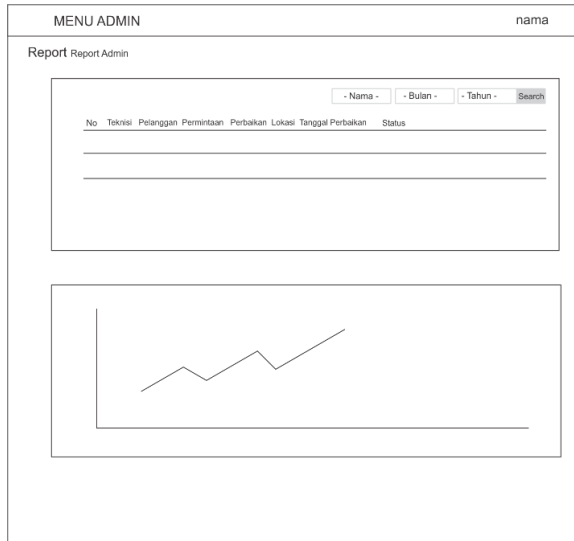 MENU ADMIN nama
Report Report Admin
- Nama - - Bulan - - Tahun - Search
No Teknisi Pelanggan Permintaan Perbaikan Lokasi Tanggal Perbaikan Status